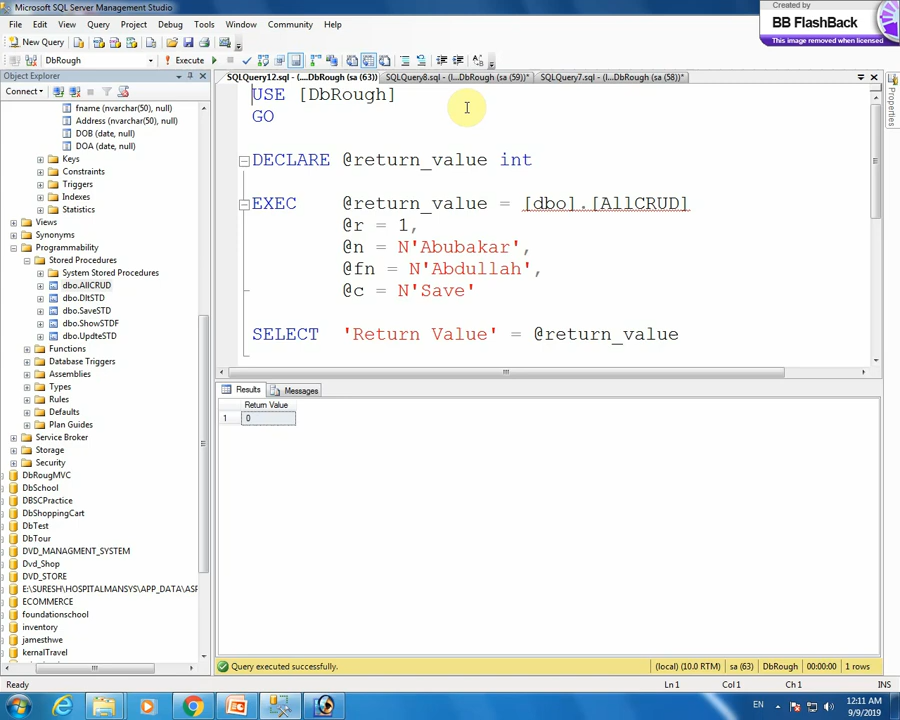 Microsoft SQL Server Management Studio
Created by
BB FlashBack
This image removed when licensed
File Edit View Query Project Debug Tools Window Community Help
New Query
DbRough Execute
Object Explorer
Connect
fname (nvarchar(50), null)
Address (nvarchar(50), null)
DOB (date, null)
DOA (date, null)
Keys
Constraints
Triggers
Indexes
Statistics
Views
Synonyms
Programmability
Stored Procedures
System Stored Procedures
dbo.AllCRUD
dbo.DltSTD
dbo.SaveSTD
dbo.ShowSTDF
dbo.UpdteSTD
Functions
Database Triggers
Assemblies
Types
Rules
Defaults
Plan Guides
Service Broker
Storage
Security
DbRougMVC
DbSchool
DBSCPractice
DbShoppingCart
DbTest
DbTour
DVD_MANAGMENT_SYSTEM
Dvd_Shop
DVD_STORE
E:\SURESH\HOSPITALMANSYS\APP_DATA\ASF
ECOMMERCE
foundationschool
inventory
jamesthwe
kernalTravel
SQLQuery12.sql - (....DbRough (sa (63)) SQLQuery8.sql - (l...DbRough (sa (59))* SQLQuery7.sql - (l...DbRough (sa (58))*
USE [DbRough]
GO
DECLARE @return_value int
EXEC @return_value = [dbo].[AllCRUD]
@r = 1,
@n = N'Abubakar',
@fn = N'Abdullah',
@c = N'Save'
SELECT 'Return Value' = @return_value
Results Messages
Return Value
1 0
Properties
Query executed successfully. (local) (10.0 RTM) sa (63) DbRough 00:00:00 1 rows
Ready Ln 1 Col 1 Ch 1 INS
EN 12:11 AM
9/9/2019